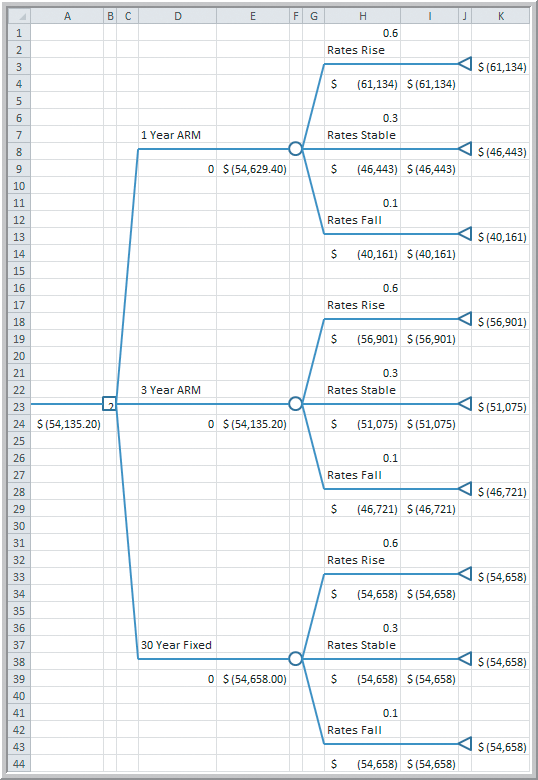 A B C D E F G H I J K
1 0.6
2 Rates Rise
3 $ (61,134)
4 $ (61,134) $ (61,134)
5
6 0.3
7 1 Year ARM Rates Stable
8 $ (46,443)
9 0 $ (54,629.40) $ (46,443) $ (46,443)
10
11 0.1
12 Rates Fall
13 $ (40,161)
14 $ (40,161) $ (40,161)
15
16 0.6
17 Rates Rise
18 $ (56,901)
19 $ (56,901) $ (56,901)
20
21 0.3
22 3 Year ARM Rates Stable
23 2 $ (51,075)
24 $ (54,135.20) 0 $ (54,135.20) $ (51,075) $ (51,075)
25
26 0.1
27 Rates Fall
28 $ (46,721)
29 $ (46,721) $ (46,721)
30
31 0.6
32 Rates Rise
33 $ (54,658)
34 $ (54,658) $ (54,658)
35
36 0.3
37 30 Year Fixed Rates Stable
38 $ (54,658)
39 0 $ (54,658.00) $ (54,658) $ (54,658)
40
41 0.1
42 Rates Fall
43 $ (54,658)
44 $ (54,658) $ (54,658)